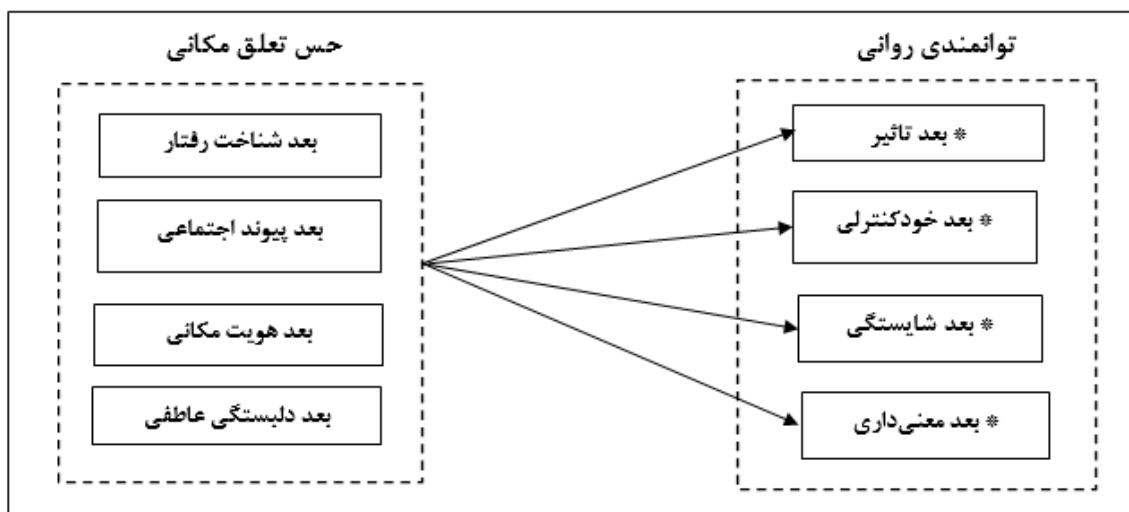 توانمندی روانی
* بعد تاثیر
* بعد خودکنترلی
* بعد شایستگی
* بعد معنی‌داری
حس تعلق مکانی
بعد شناخت رفتار
بعد پیوند اجتماعی
بعد هویت مکانی
بعد دلبستگی عاطفی